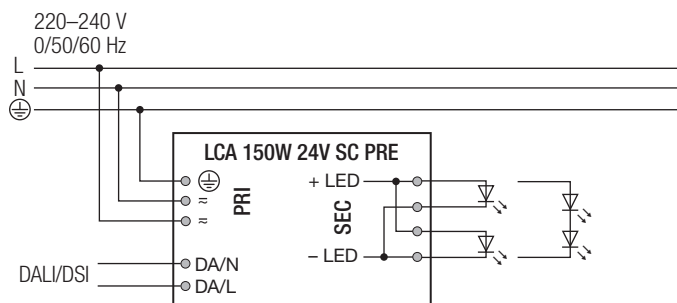 220–240 V
0/50/60 Hz
L
N
LCA 150W 24V SC PRE
+ LED
≈
PRI
SEC
≈
– LED
DA/N
DALI/DSI
DA/L